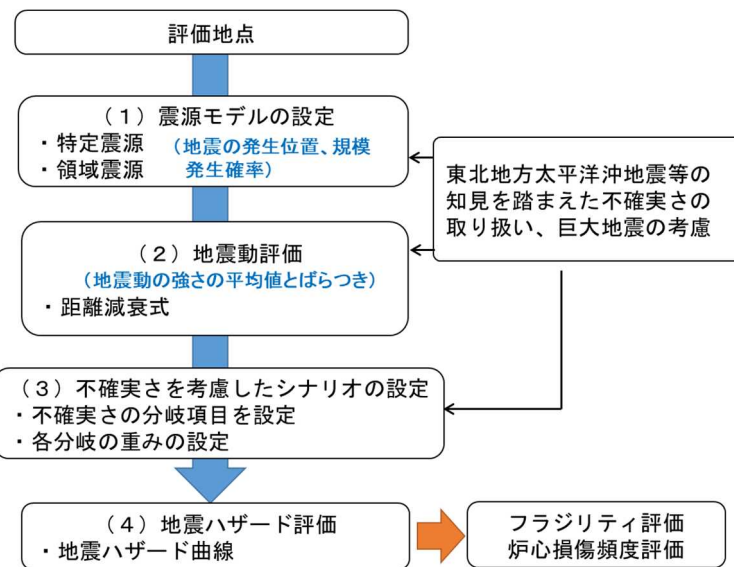 評価地点
（１）震源モデルの設定
・特定震源　（地震の発生位置、規模
・領域震源　　発生確率）
東北地方太平洋沖地震等の
知見を踏まえた不確実さの
取り扱い、巨大地震の考慮
（２）地震動評価
（地震動の強さの平均値とばらつき）
・距離減衰式
（３）不確実さを考慮したシナリオの設定
・不確実さの分岐項目を設定
・各分岐の重みの設定
（４）地震ハザード評価
・地震ハザード曲線
フラジリティ評価
炉心損傷頻度評価